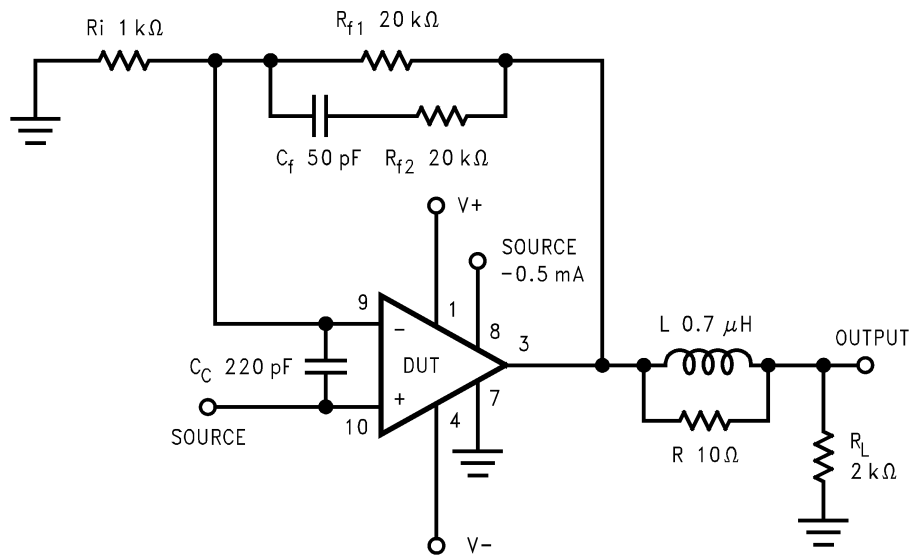 Ri 1 kΩ
Rf1 20 kΩ
Cf 50 pF
Rf2 20 kΩ
V+
SOURCE
-0.5 mA
9
1
8
3
−
DUT
+
L 0.7 μH
OUTPUT
CC 220 pF
10
4
7
SOURCE
R 10Ω
RL
2 kΩ
V−